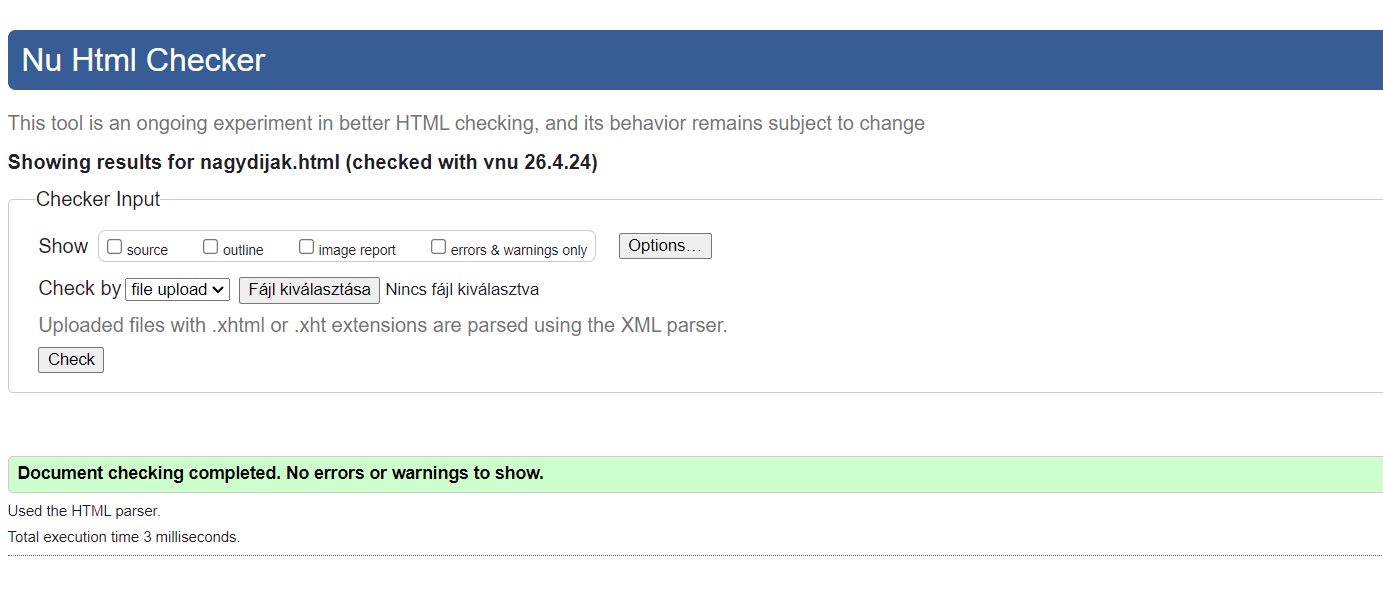 Nu Html Checker
This tool is an ongoing experiment in better HTML checking, and its behavior remains subject to change
Showing results for nagydijak.html (checked with vnu 26.4.24)
Checker Input
Show source outline image report errors & warnings only Options…
Check by file upload Fájl kiválasztása Nincs fájl kiválasztva
Uploaded files with .xhtml or .xht extensions are parsed using the XML parser.
Check
Document checking completed. No errors or warnings to show.
Used the HTML parser.
Total execution time 3 milliseconds.